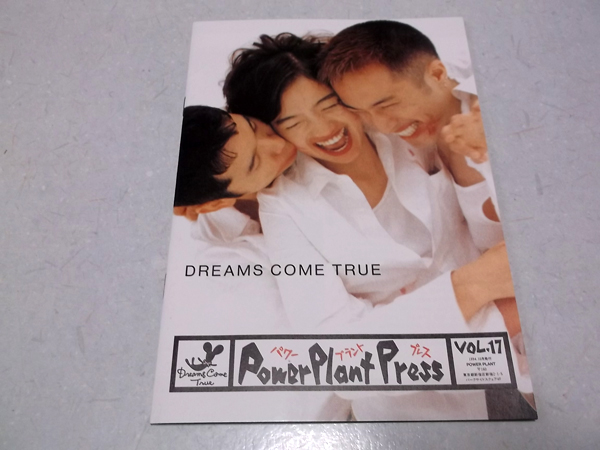 DREAMS COME TRUE
Dreams Come
True
パワー プラント プレス
Power Plant Press
VOL.17
POWER PLANT